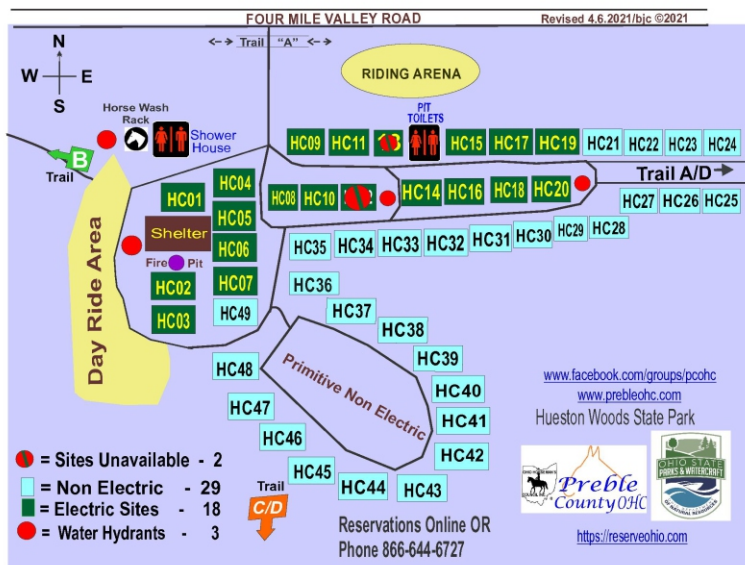 FOUR MILE VALLEY ROAD
Revised 4.6.2021/bjc ©2021
Trail "A"
N
W E
S
RIDING ARENA
Horse Wash
Rack
Shower
House
PIT
TOILETS
B
Trail
HC09 HC11 13 HC15 HC17 HC19 HC21 HC22 HC23 HC24
Trail A/D
HC04
HC01
HC08 HC10 HC14 HC16 HC18 HC20
HC27 HC26 HC25
HC05
Shelter
HC06
Fire Pit
HC35 HC34 HC33 HC32 HC31 HC30 HC29 HC28
HC02
HC07
HC36
HC03
HC49
HC37
HC38
Day Ride Area
HC39
HC48
Primitive Non Electric
HC40
HC47
HC41
HC46
HC42
HC45
HC44
HC43
www.facebook.com/groups/pcohc
www.prebleohc.com
Hueston Woods State Park
= Sites Unavailable - 2
= Non Electric - 29
= Electric Sites - 18
= Water Hydrants - 3
Trail
C/D
Reservations Online OR
Phone 866-644-6727
Preble
County OHC
OHIO STATE
PARKS & WATERCRAFT
OF NATURAL RESOURCES
https://reserveohio.com